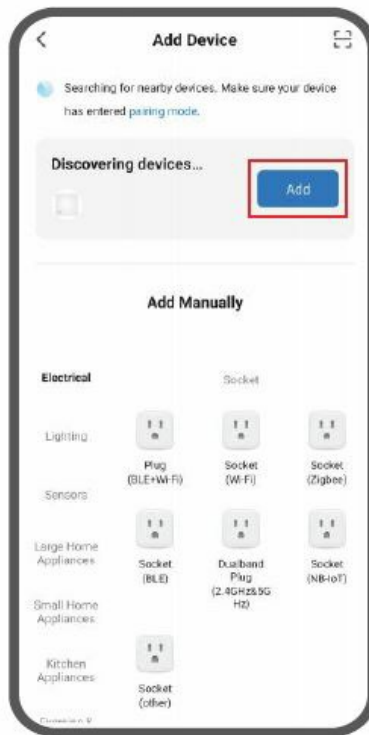 Add Device
Searching for nearby devices. Make sure your device
has entered pairing mode.
Discovering devices...
Add
Add Manually
Electrical
Socket
Lighting
Plug
(BLE+Wi-Fi)
Socket
(Wi-Fi)
Socket
(Zigbee)
Sensors
Large Home
Appliances
Socket
(BLE)
Dualband
Plug
(2.4GHz&5G
Hz)
Socket
(NB-IoT)
Small Home
Appliances
Kitchen
Appliances
Socket
(other)